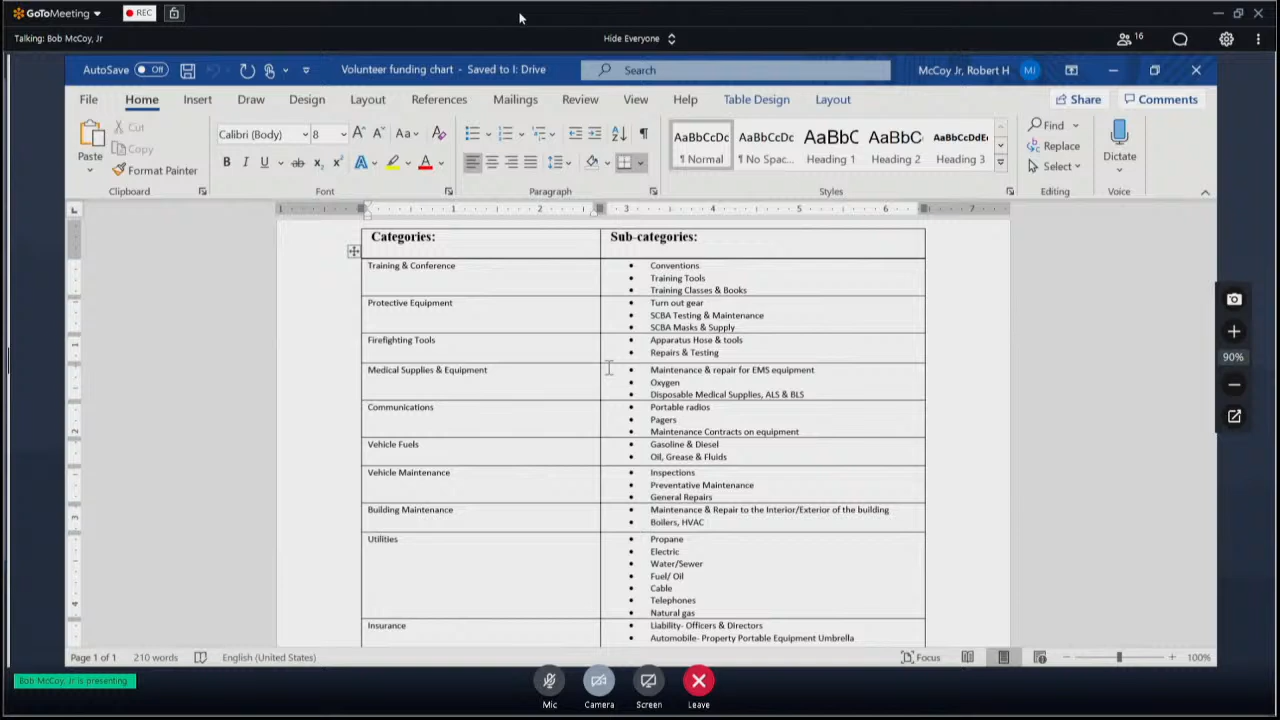 GoToMeeting
REC
Talking: Bob McCoy, Jr
Hide Everyone
16
AutoSave Off
Volunteer funding chart - Saved to I: Drive
Search
McCoy Jr, Robert H MJ
File Home Insert Draw Design Layout References Mailings Review View Help Table Design Layout
Share Comments
Paste
Cut
Copy
Format Painter
Calibri (Body) 8
AaBbCcDc AaBbCcDc AaBbC AaBbC AaBbCcDdE
¶ Normal ¶ No Spac... Heading 1 Heading 2 Heading 3
Find
Replace
Select
Dictate
Clipboard Font Paragraph Styles Editing Voice
1 1 2 3 4 5 6 7
Categories: Sub-categories:
Training & Conference
• Conventions
• Training Tools
• Training Classes & Books
Protective Equipment
• Turn out gear
• SCBA Testing & Maintenance
• SCBA Masks & Supply
Firefighting Tools
• Apparatus Hose & tools
• Repairs & Testing
Medical Supplies & Equipment
• Maintenance & repair for EMS equipment
• Oxygen
• Disposable Medical Supplies, ALS & BLS
Communications
• Portable radios
• Pagers
• Maintenance Contracts on equipment
Vehicle Fuels
• Gasoline & Diesel
• Oil, Grease & Fluids
Vehicle Maintenance
• Inspections
• Preventative Maintenance
• General Repairs
Building Maintenance
• Maintenance & Repair to the Interior/Exterior of the building
• Boilers, HVAC
Utilities
• Propane
• Electric
• Water/Sewer
• Fuel/ Oil
• Cable
• Telephones
• Natural gas
Insurance
• Liability- Officers & Directors
• Automobile- Property Portable Equipment Umbrella
90%
Page 1 of 1 210 words English (United States)
Focus
100%
Bob McCoy, Jr is presenting
Mic Camera Screen Leave